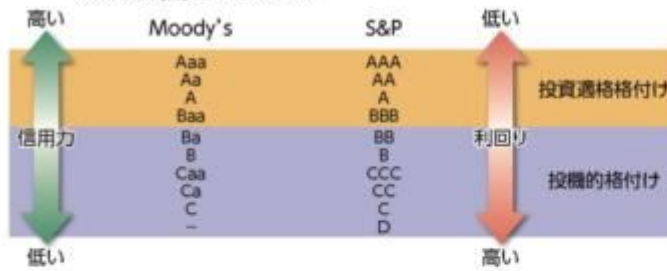 高い Moody's S&P 低い
Aaa AAA
Aa AA
A A
Baa BBB
投資適格格付け
信用力 利回り
Ba BB
B B
Caa CCC
Ca CC
C C
– D
投機的格付け
低い 高い